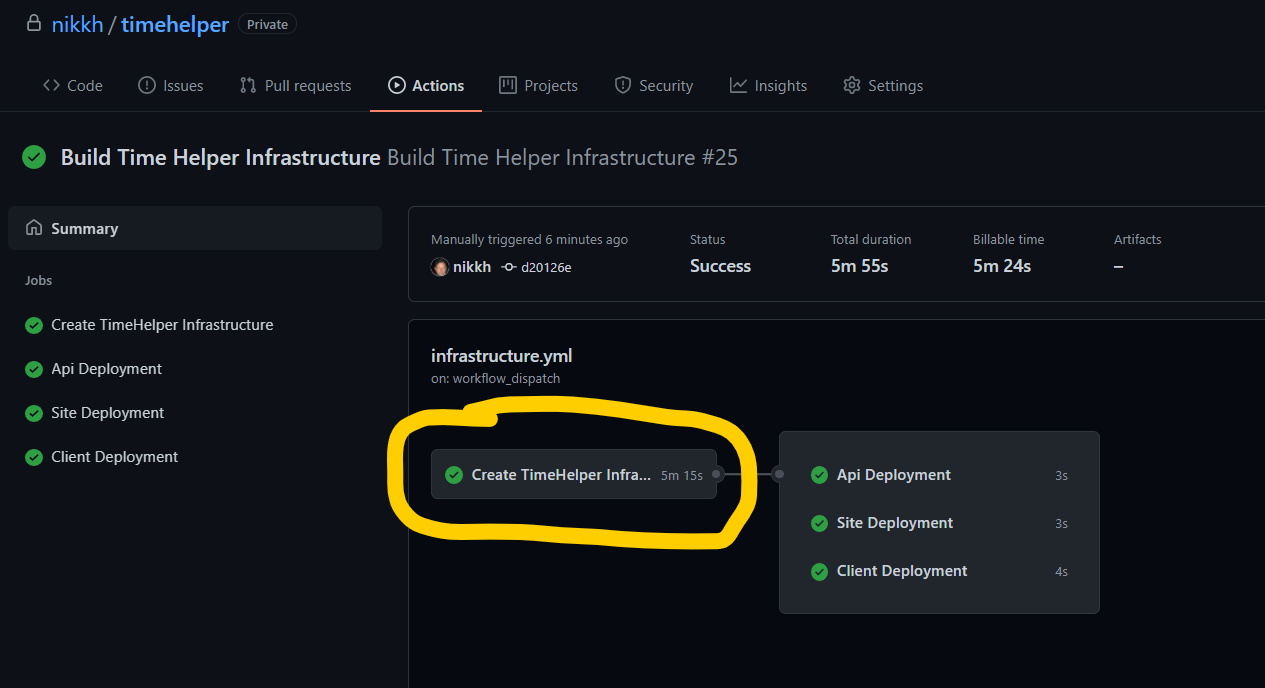 nikkh / timehelper Private
Code Issues Pull requests Actions Projects Security Insights Settings
Build Time Helper Infrastructure Build Time Helper Infrastructure #25
Summary
Jobs
Create TimeHelper Infrastructure
Api Deployment
Site Deployment
Client Deployment
Manually triggered 6 minutes ago
nikkh d20126e
Status
Success
Total duration
5m 55s
Billable time
5m 24s
Artifacts
–
infrastructure.yml
on: workflow_dispatch
Create TimeHelper Infra... 5m 15s
Api Deployment 3s
Site Deployment 3s
Client Deployment 4s